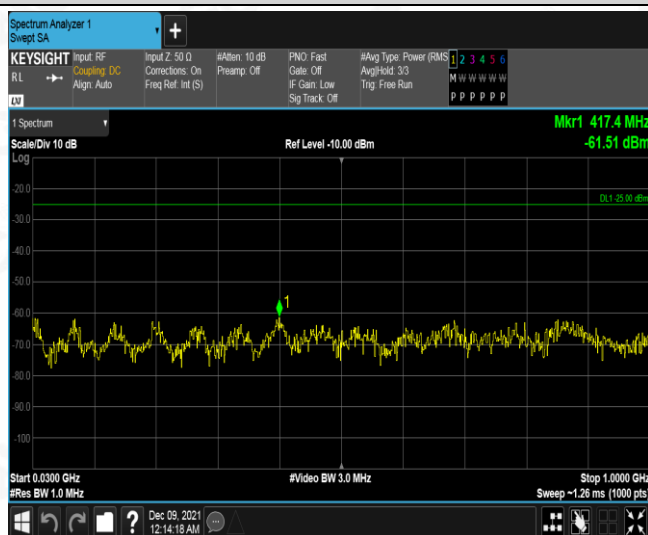 Spectrum Analyzer 1
Swept SA
+
KEYSIGHT
RL
Input: RF
Coupling: DC
Align: Auto
Input Z: 50 Ω
Corrections: On
Freq Ref: Int (S)
#Atten: 10 dB
Preamp: Off
PNO: Fast
Gate: Off
IF Gain: Low
Sig Track: Off
#Avg Type: Power (RMS
Avg|Hold: 3/3
Trig: Free Run
1 2 3 4 5 6
M W W W W W
P P P P P P
LXI
1 Spectrum
Scale/Div 10 dB
Ref Level -10.00 dBm
Mkr1 417.4 MHz
-61.51 dBm
Log
DL1 -25.00 dBm
-20.0
-30.0
-40.0
-50.0
-60.0
-70.0
-80.0
-90.0
-100
1
Start 0.0300 GHz
#Res BW 1.0 MHz
#Video BW 3.0 MHz
Stop 1.0000 GHz
Sweep ~1.26 ms (1000 pts)
?
Dec 09, 2021
12:14:18 AM